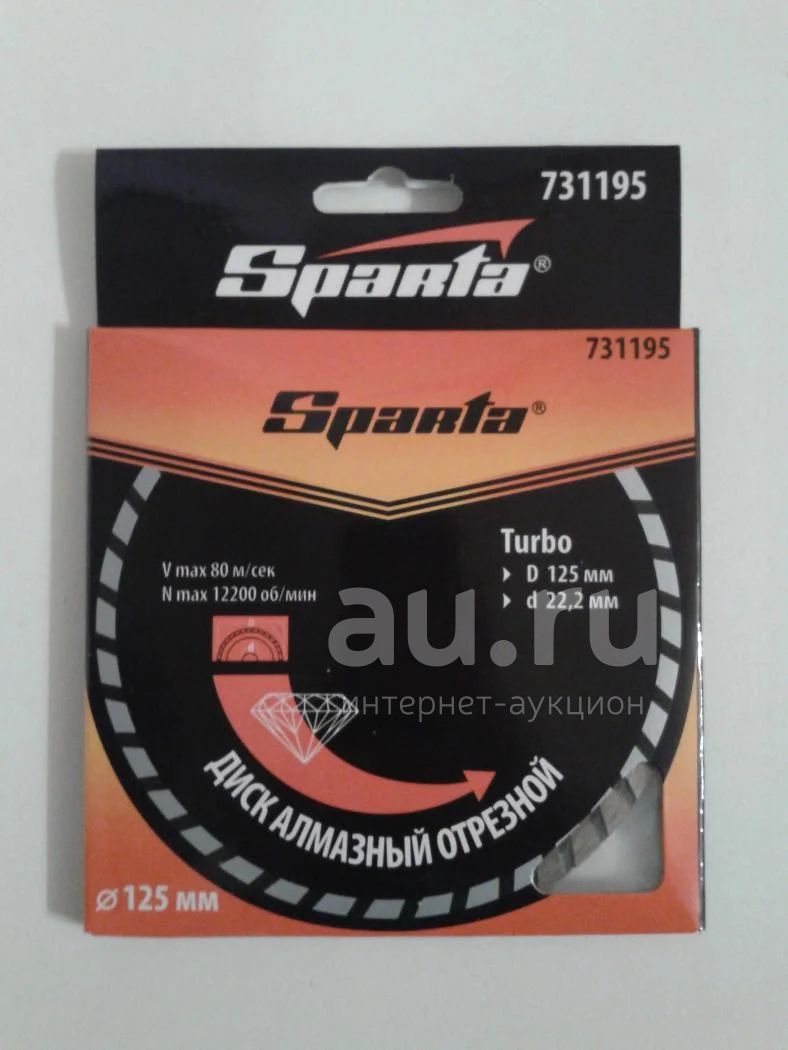 731195
Sparta®
731195
Sparta®
Turbo
V max 80 м/сек
D 125 мм
N max 12200 об/мин
d 22,2 мм
D
d
au.ru
интернет-аукцион
ДИСК АЛМАЗНЫЙ ОТРЕЗНОЙ
⌀ 125 мм